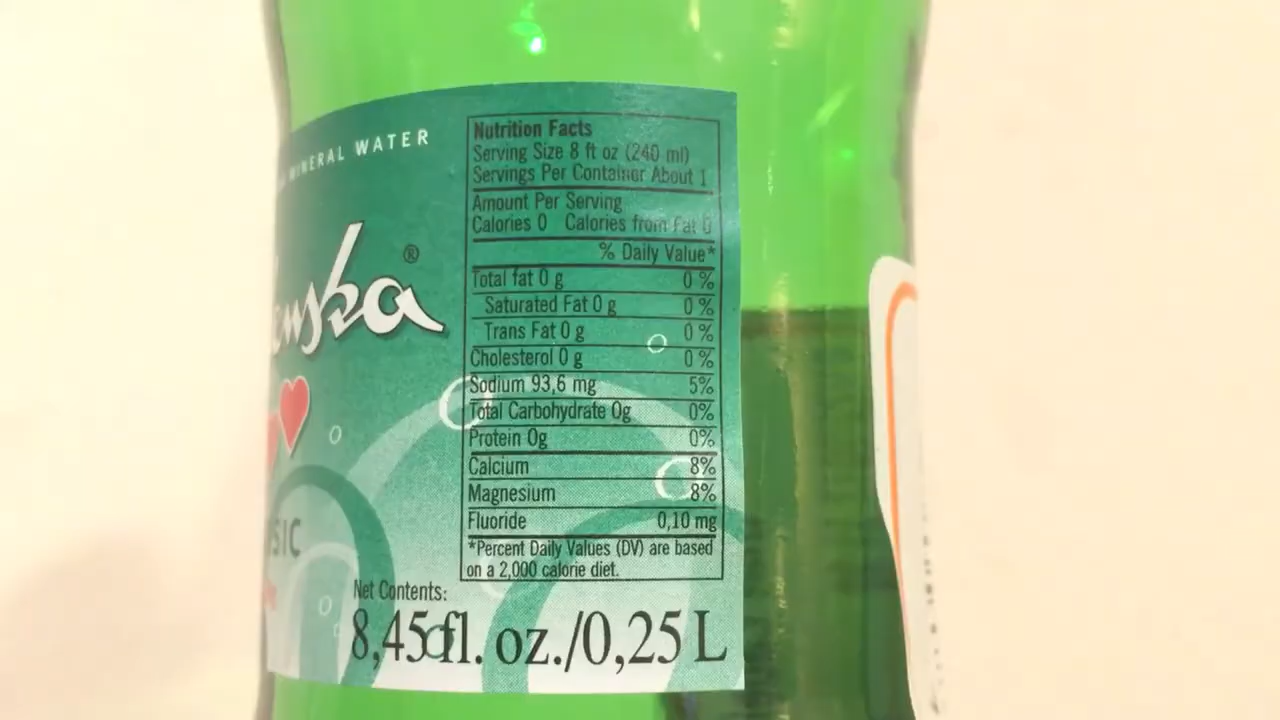 MINERAL WATER
®
Nutrition Facts
Serving Size 8 ft oz (240 ml)
Servings Per Container About 1
Amount Per Serving
Calories 0 Calories from Fat 0
% Daily Value*
Total fat 0 g 0 %
Saturated Fat 0 g 0 %
Trans Fat 0 g 0 %
Cholesterol 0 g 0 %
Sodium 93,6 mg 5%
Total Carbohydrate 0g 0%
Protein 0g 0%
Calcium 8%
Magnesium 8%
Fluoride 0,10 mg
*Percent Daily Values (DV) are based
on a 2,000 calorie diet.
Net Contents:
8,45 fl. oz./0,25 L